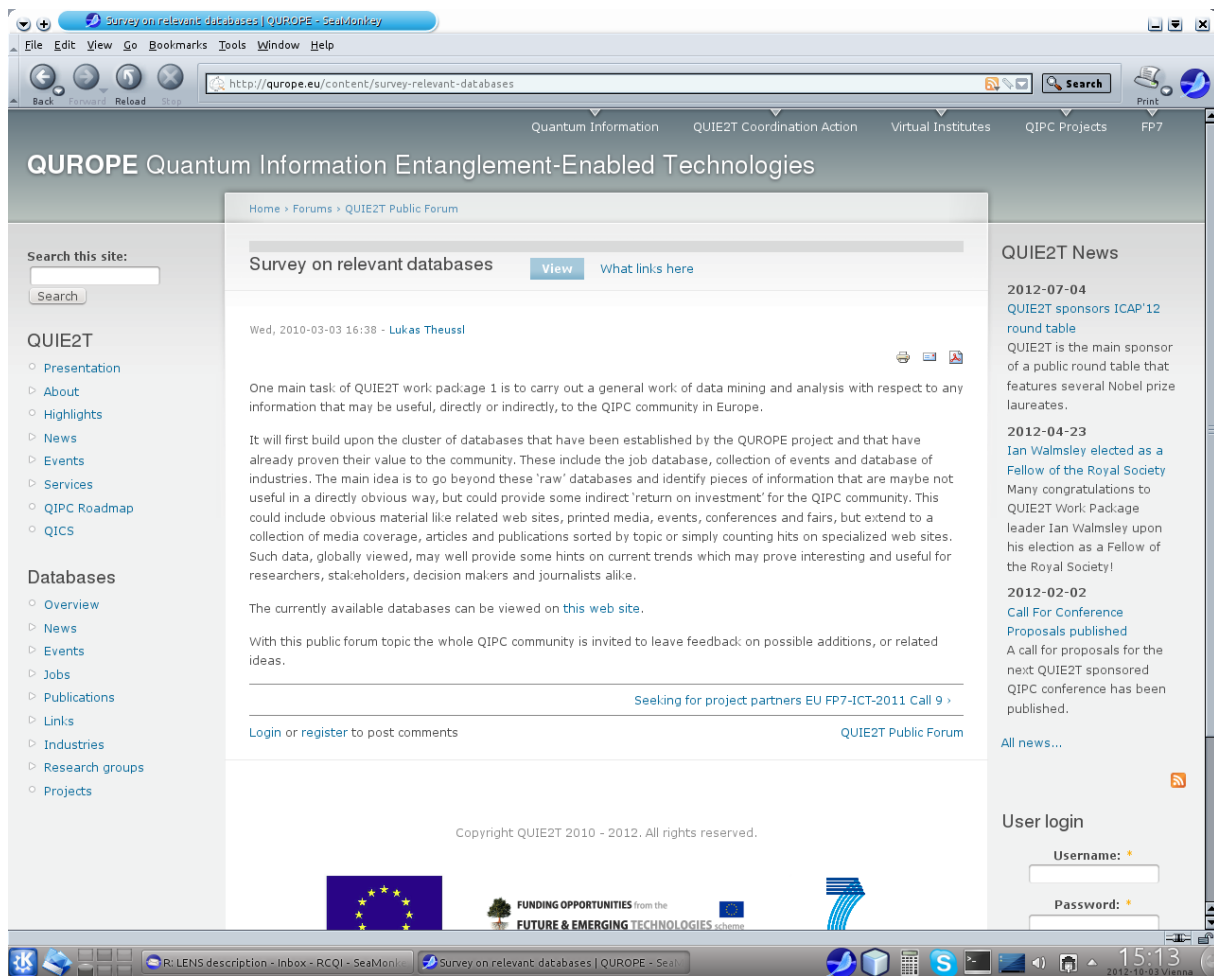 Survey on relevant databases | QUROPE - SeaMonkey
File Edit View Go Bookmarks Tools Window Help
Back Forward Reload Stop
http://qurope.eu/content/survey-relevant-databases
Search
Print
Quantum Information QUIE2T Coordination Action Virtual Institutes QIPC Projects FP7
QUROPE Quantum Information Entanglement-Enabled Technologies
Home › Forums › QUIE2T Public Forum
Search this site:
Search
QUIE2T
Presentation
About
Highlights
News
Events
Services
QIPC Roadmap
QICS
Databases
Overview
News
Events
Jobs
Publications
Links
Industries
Research groups
Projects
Survey on relevant databases
View What links here
Wed, 2010-03-03 16:38 - Lukas Theussl
One main task of QUIE2T work package 1 is to carry out a general work of data mining and analysis with respect to any
information that may be useful, directly or indirectly, to the QIPC community in Europe.
It will first build upon the cluster of databases that have been established by the QUROPE project and that have
already proven their value to the community. These include the job database, collection of events and database of
industries. The main idea is to go beyond these 'raw' databases and identify pieces of information that are maybe not
useful in a directly obvious way, but could provide some indirect 'return on investment' for the QIPC community. This
could include obvious material like related web sites, printed media, events, conferences and fairs, but extend to a
collection of media coverage, articles and publications sorted by topic or simply counting hits on specialized web sites.
Such data, globally viewed, may well provide some hints on current trends which may prove interesting and useful for
researchers, stakeholders, decision makers and journalists alike.
The currently available databases can be viewed on this web site.
With this public forum topic the whole QIPC community is invited to leave feedback on possible additions, or related
ideas.
Seeking for project partners EU FP7-ICT-2011 Call 9 ›
Login or register to post comments
QUIE2T Public Forum
Copyright QUIE2T 2010 - 2012. All rights reserved.
FUNDING OPPORTUNITIES from the
FUTURE & EMERGING TECHNOLOGIES scheme
7
QUIE2T News
2012-07-04
QUIE2T sponsors ICAP'12
round table
QUIE2T is the main sponsor
of a public round table that
features several Nobel prize
laureates.
2012-04-23
Ian Walmsley elected as a
Fellow of the Royal Society
Many congratulations to
QUIE2T Work Package
leader Ian Walmsley upon
his election as a Fellow of
the Royal Society!
2012-02-02
Call For Conference
Proposals published
A call for proposals for the
next QUIE2T sponsored
QIPC conference has been
published.
All news...
User login
Username: *
Password: *
R: LENS description - Inbox - RCQI - SeaMonk
Survey on relevant databases | QUROPE - Sea
15:13
2012-10-03 Vienna